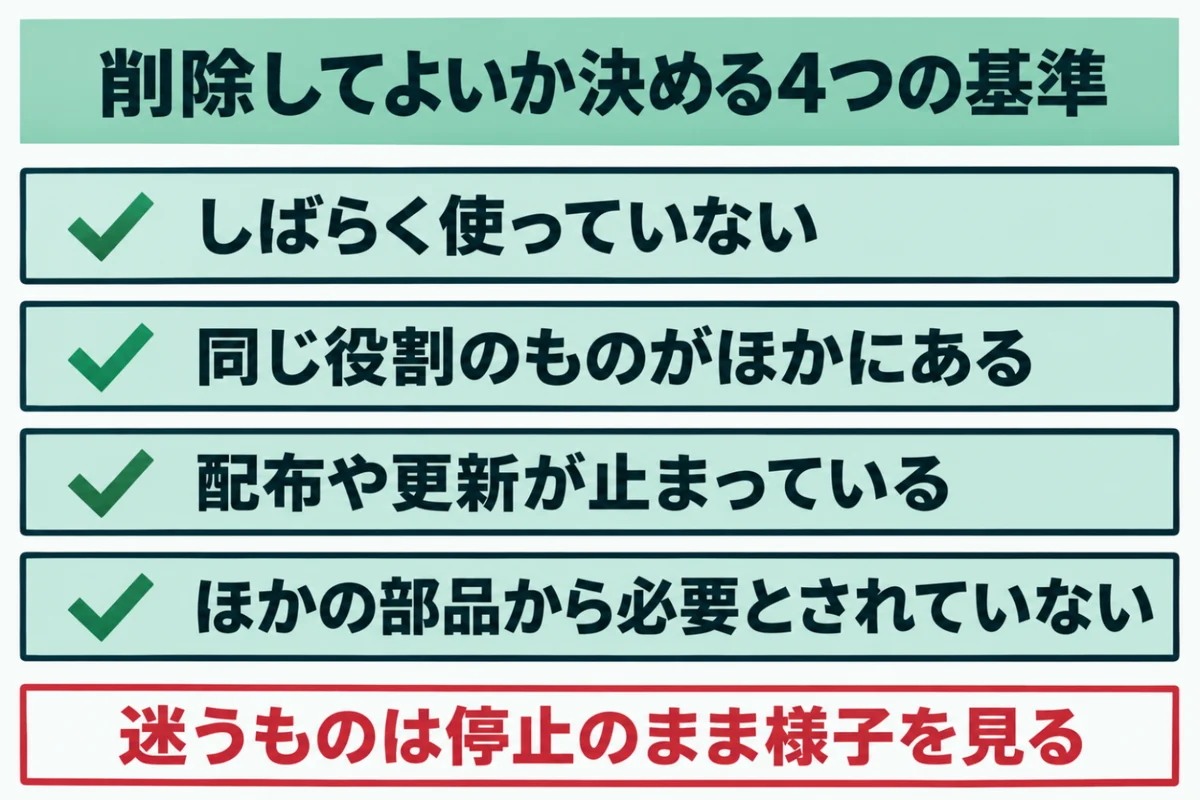 削除してよいか決める4つの基準
しばらく使っていない
同じ役割のものがほかにある
配布や更新が止まっている
ほかの部品から必要とされていない
迷うものは停止のまま様子を見る